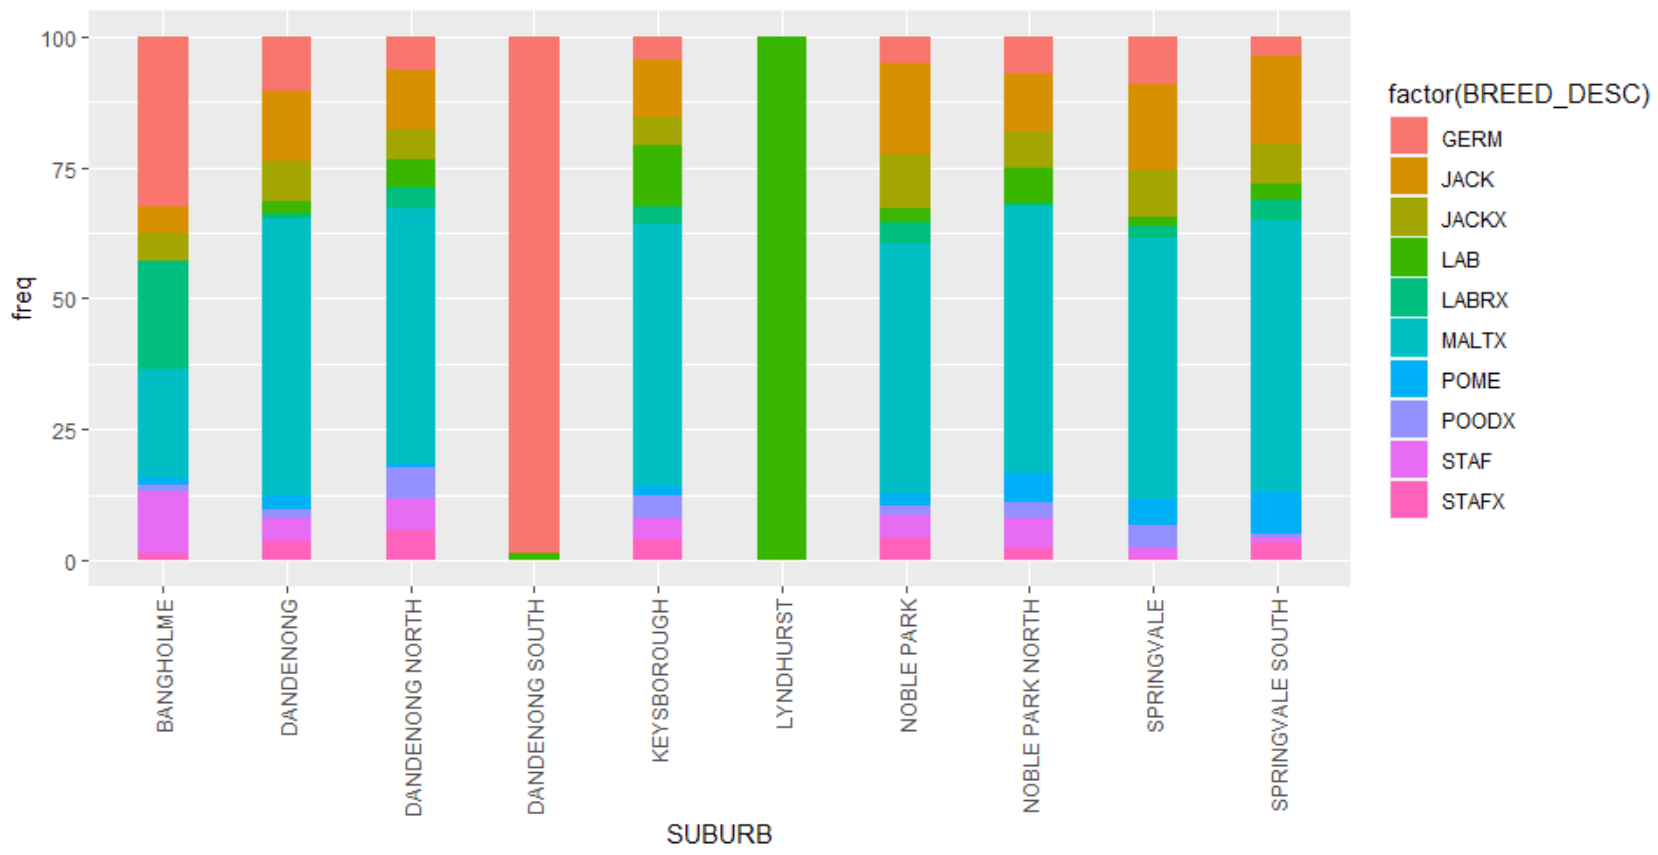 100
75
50
25
0
freq
BANGHOLME
DANDENONG
DANDENONG NORTH
DANDENONG SOUTH
KEYSBOROUGH
LYNDHURST
NOBLE PARK
NOBLE PARK NORTH
SPRINGVALE
SPRINGVALE SOUTH
SUBURB
factor(BREED_DESC)
GERM
JACK
JACKX
LAB
LABRX
MALTX
POME
POODX
STAF
STAFX